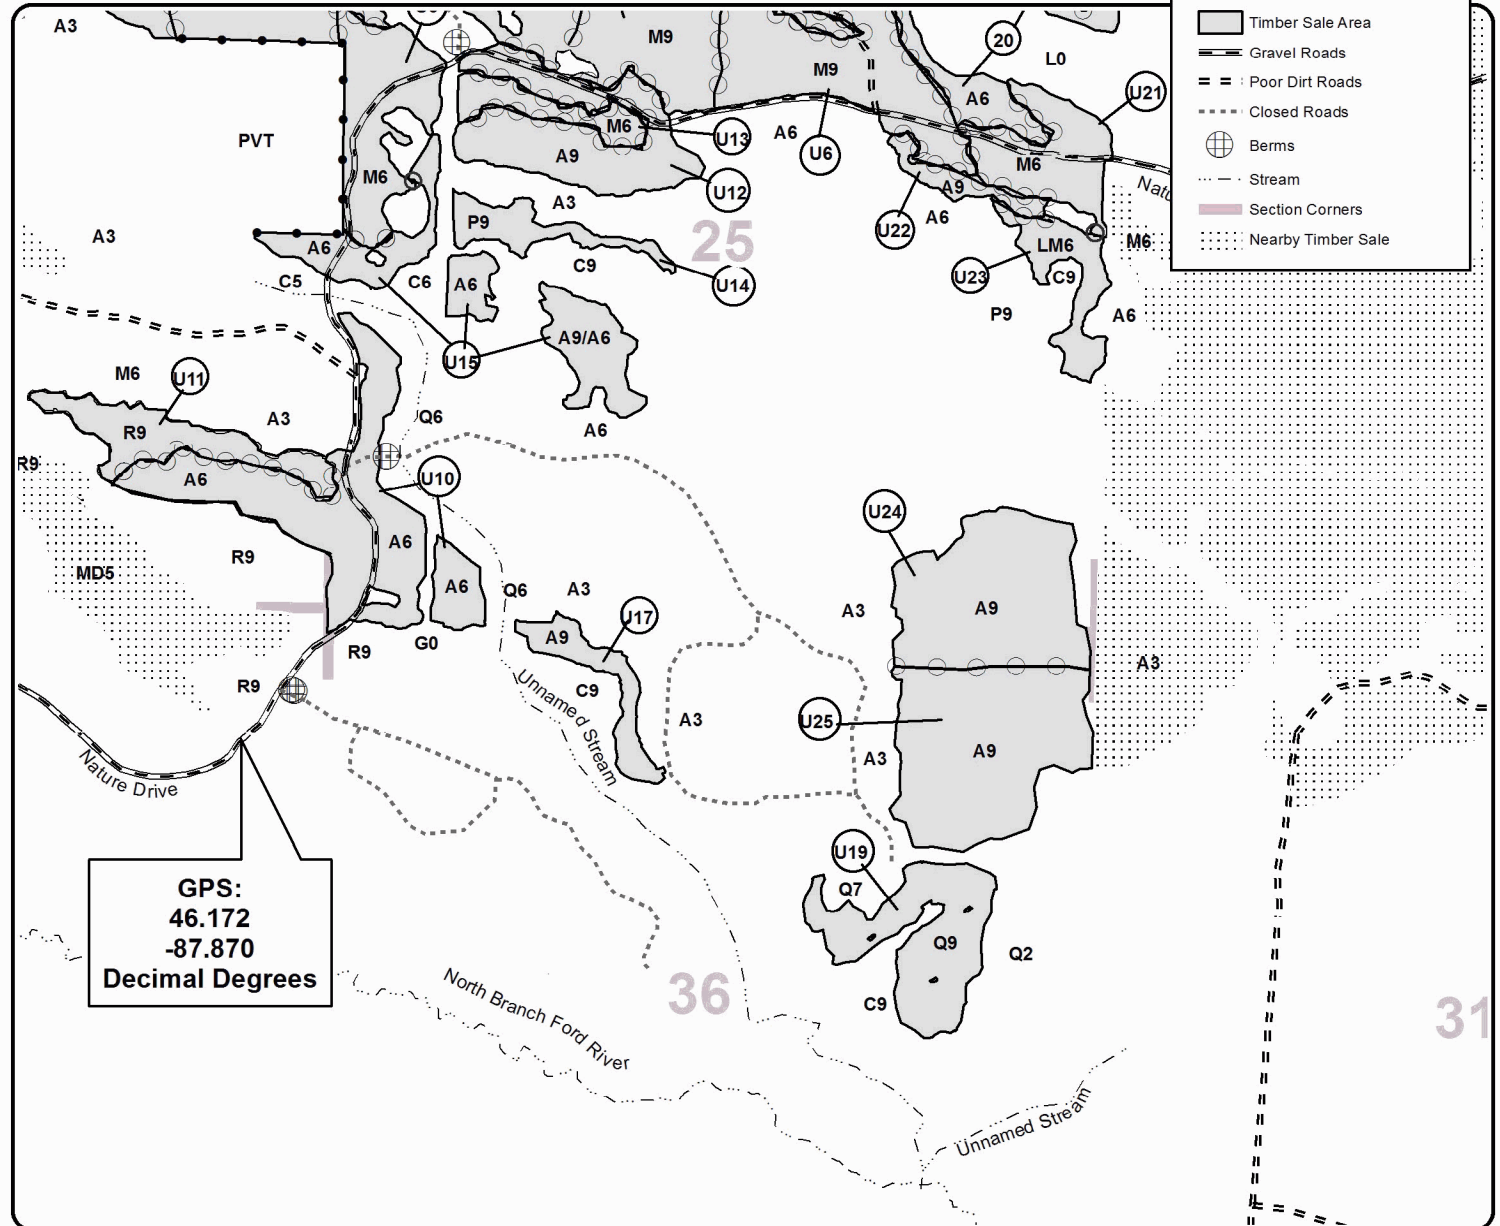 Timber Sale Area
Gravel Roads
Poor Dirt Roads
Closed Roads
Berms
Stream
Section Corners
Nearby Timber Sale
A3
M9
20
L0
M9
A6
U21
PVT
M6
U13
A6
U6
M6
A9
M6
U12
A9
A3
P9
25
U22
A6
A3
A6
LM6
M6
C5
C6
A6
C9
U14
U23
C9
P9
A6
A9/A6
U15
M6
U11
A3
Q6
A6
R9
R9
A6
U10
U24
R9
A6
MD5
A6
Q6
A3
A3
A9
U17
A9
G0
R9
A3
R9
C9
Unnamed Stream
A3
U25
A3
A9
Nature Drive
U19
Q7
GPS:
46.172
-87.870
Decimal Degrees
Q9
Q2
North Branch Ford River
36
C9
31
Unnamed Stream